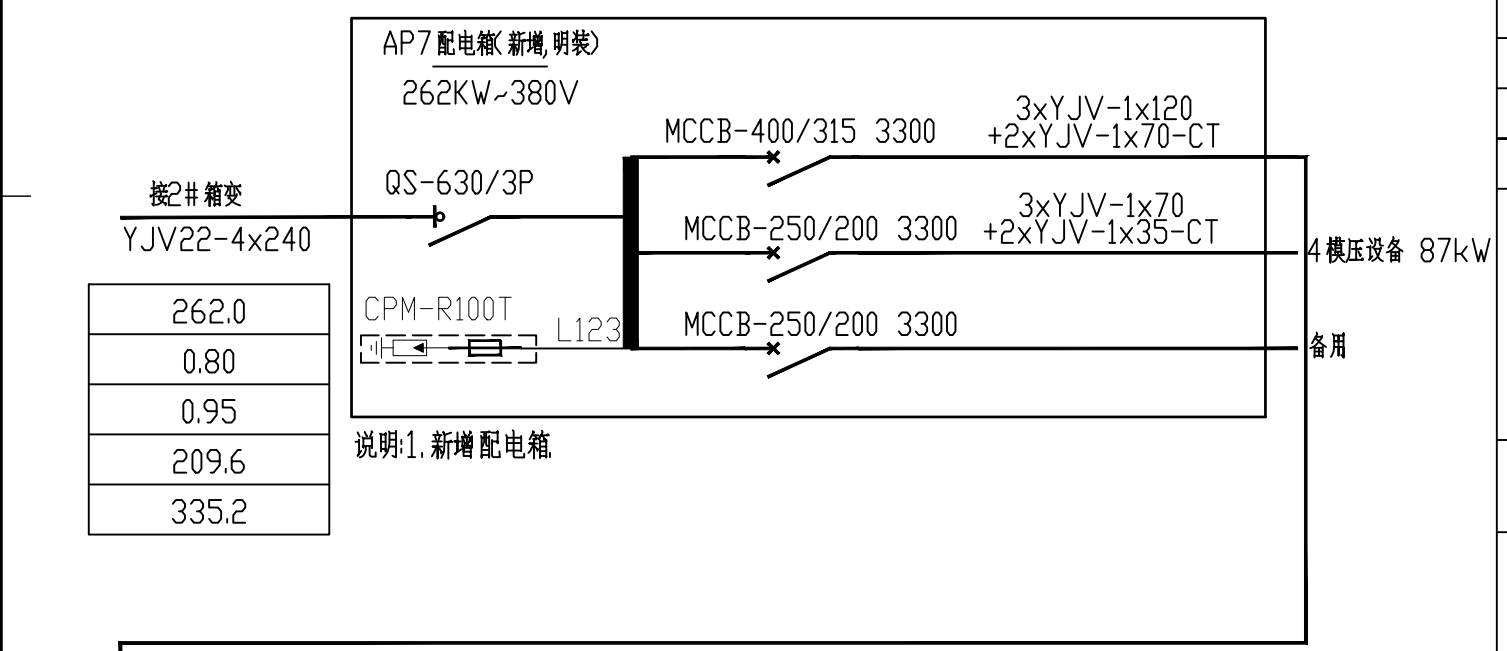 AP7配电箱(新增,明装)
262KW~380V
MCCB-400/315 3300
3xYJV-1x120
+2xYJV-1x70-CT
接2#箱变
YJV22-4x240
QS-630/3P
MCCB-250/200 3300
3xYJV-1x70
+2xYJV-1x35-CT
4模压设备 87kW
CPM-R100T
L123
MCCB-250/200 3300
备用
262.0
0.80
0.95
209.6
335.2
说明:1.新增配电箱.